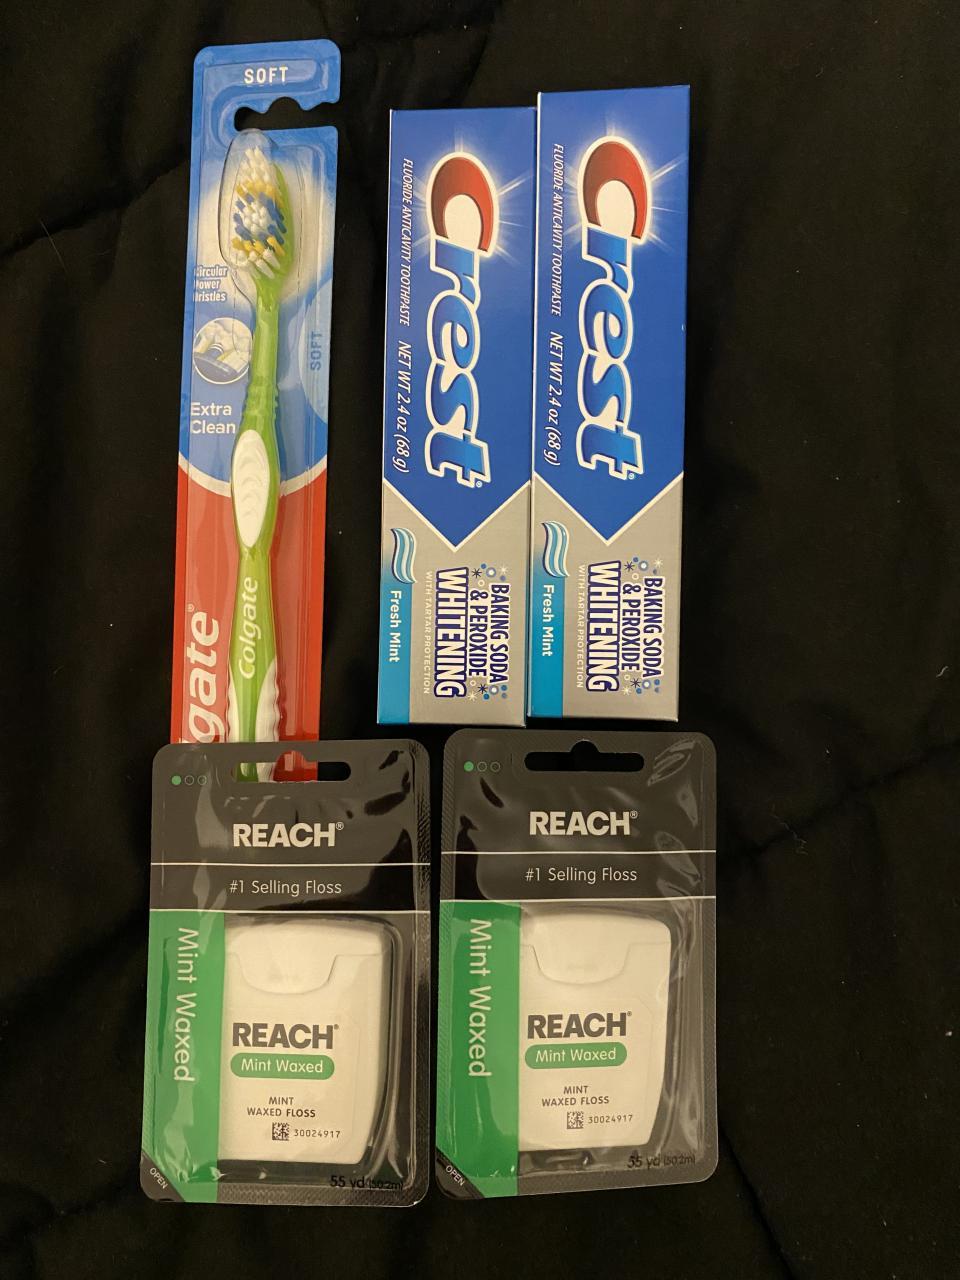 SOFT
Circular
Power
Bristles
SOFT
Extra
Clean
Colgate
gate®
Crest®
FLUORIDE ANTICAVITY TOOTHPASTE NET WT 2.4 oz (68 g)
BAKING SODA
& PEROXIDE
WHITENING
WITH TARTAR PROTECTION
Fresh Mint
Crest®
FLUORIDE ANTICAVITY TOOTHPASTE NET WT 2.4 oz (68 g)
BAKING SODA
& PEROXIDE
WHITENING
WITH TARTAR PROTECTION
Fresh Mint
REACH®
#1 Selling Floss
Mint Waxed
REACH®
Mint Waxed
MINT
WAXED FLOSS
30024917
OPEN
55 yd (50.2m)
REACH®
#1 Selling Floss
Mint Waxed
REACH®
Mint Waxed
MINT
WAXED FLOSS
30024917
OPEN
55 yd (50.2m)